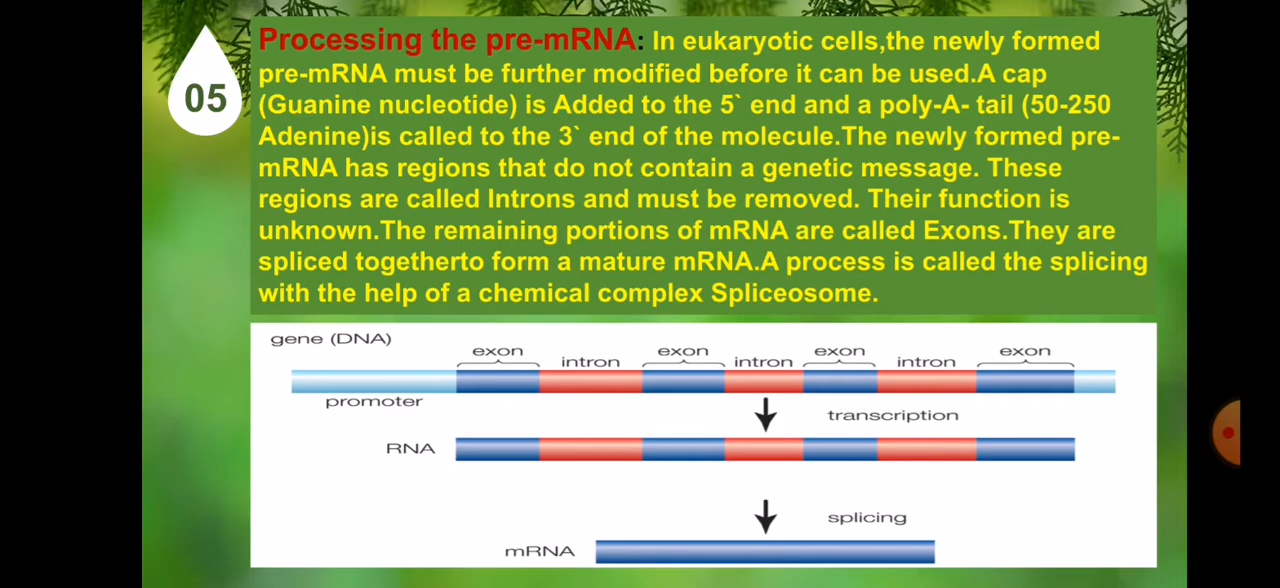 05
Processing the pre-mRNA: In eukaryotic cells,the newly formed
pre-mRNA must be further modified before it can be used.A cap
(Guanine nucleotide) is Added to the 5` end and a poly-A- tail (50-250
Adenine)is called to the 3` end of the molecule.The newly formed pre-
mRNA has regions that do not contain a genetic message. These
regions are called Introns and must be removed. Their function is
unknown.The remaining portions of mRNA are called Exons.They are
spliced togetherto form a mature mRNA.A process is called the splicing
with the help of a chemical complex Spliceosome.
gene (DNA)
exon intron exon intron exon intron exon
promoter
transcription
RNA
splicing
mRNA